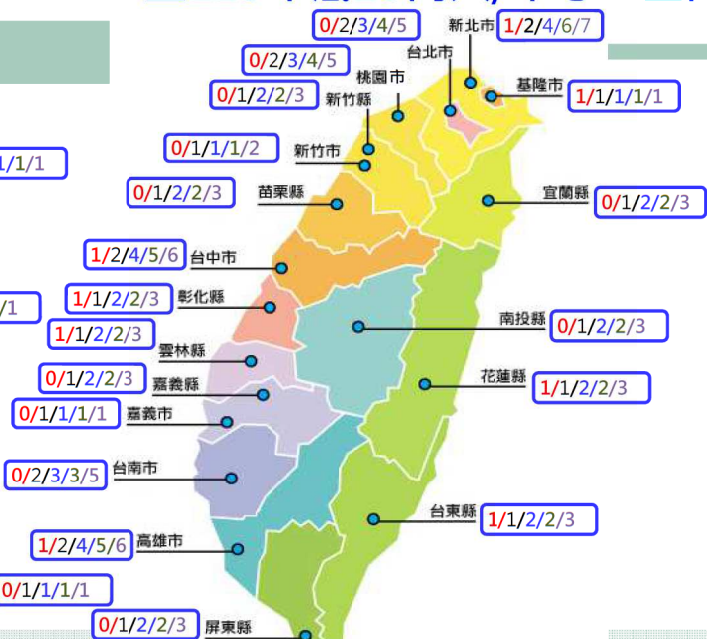 0/2/3/4/5
新北市 1/2/4/6/7
台北市
0/2/3/4/5
桃園市
基隆市 1/1/1/1/1
0/1/2/2/3 新竹縣
0/1/1/1/2 新竹市
/1/1
0/1/2/2/3 苗栗縣
宜蘭縣 0/1/2/2/3
1/2/4/5/6 台中市
1/1/2/2/3 彰化縣
/1
南投縣 0/1/2/2/3
1/1/2/2/3
雲林縣
0/1/2/2/3 嘉義縣
花蓮縣 1/1/2/2/3
0/1/1/1/1 嘉義市
0/2/3/3/5 台南市
台東縣 1/1/2/2/3
1/2/4/5/6 高雄市
0/1/1/1/1
0/1/2/2/3 屏東縣